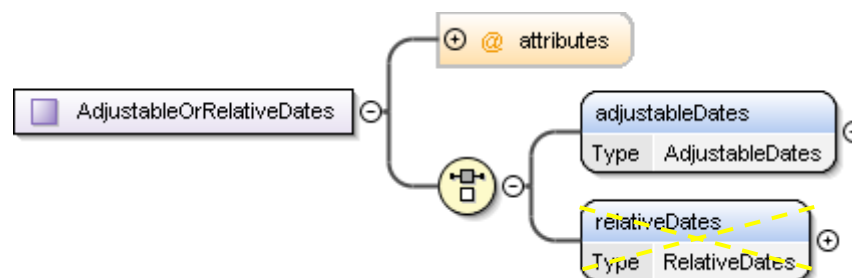 @ attributes
AdjustableOrRelativeDates
adjustableDates
Type AdjustableDates
relativeDates
Type RelativeDates